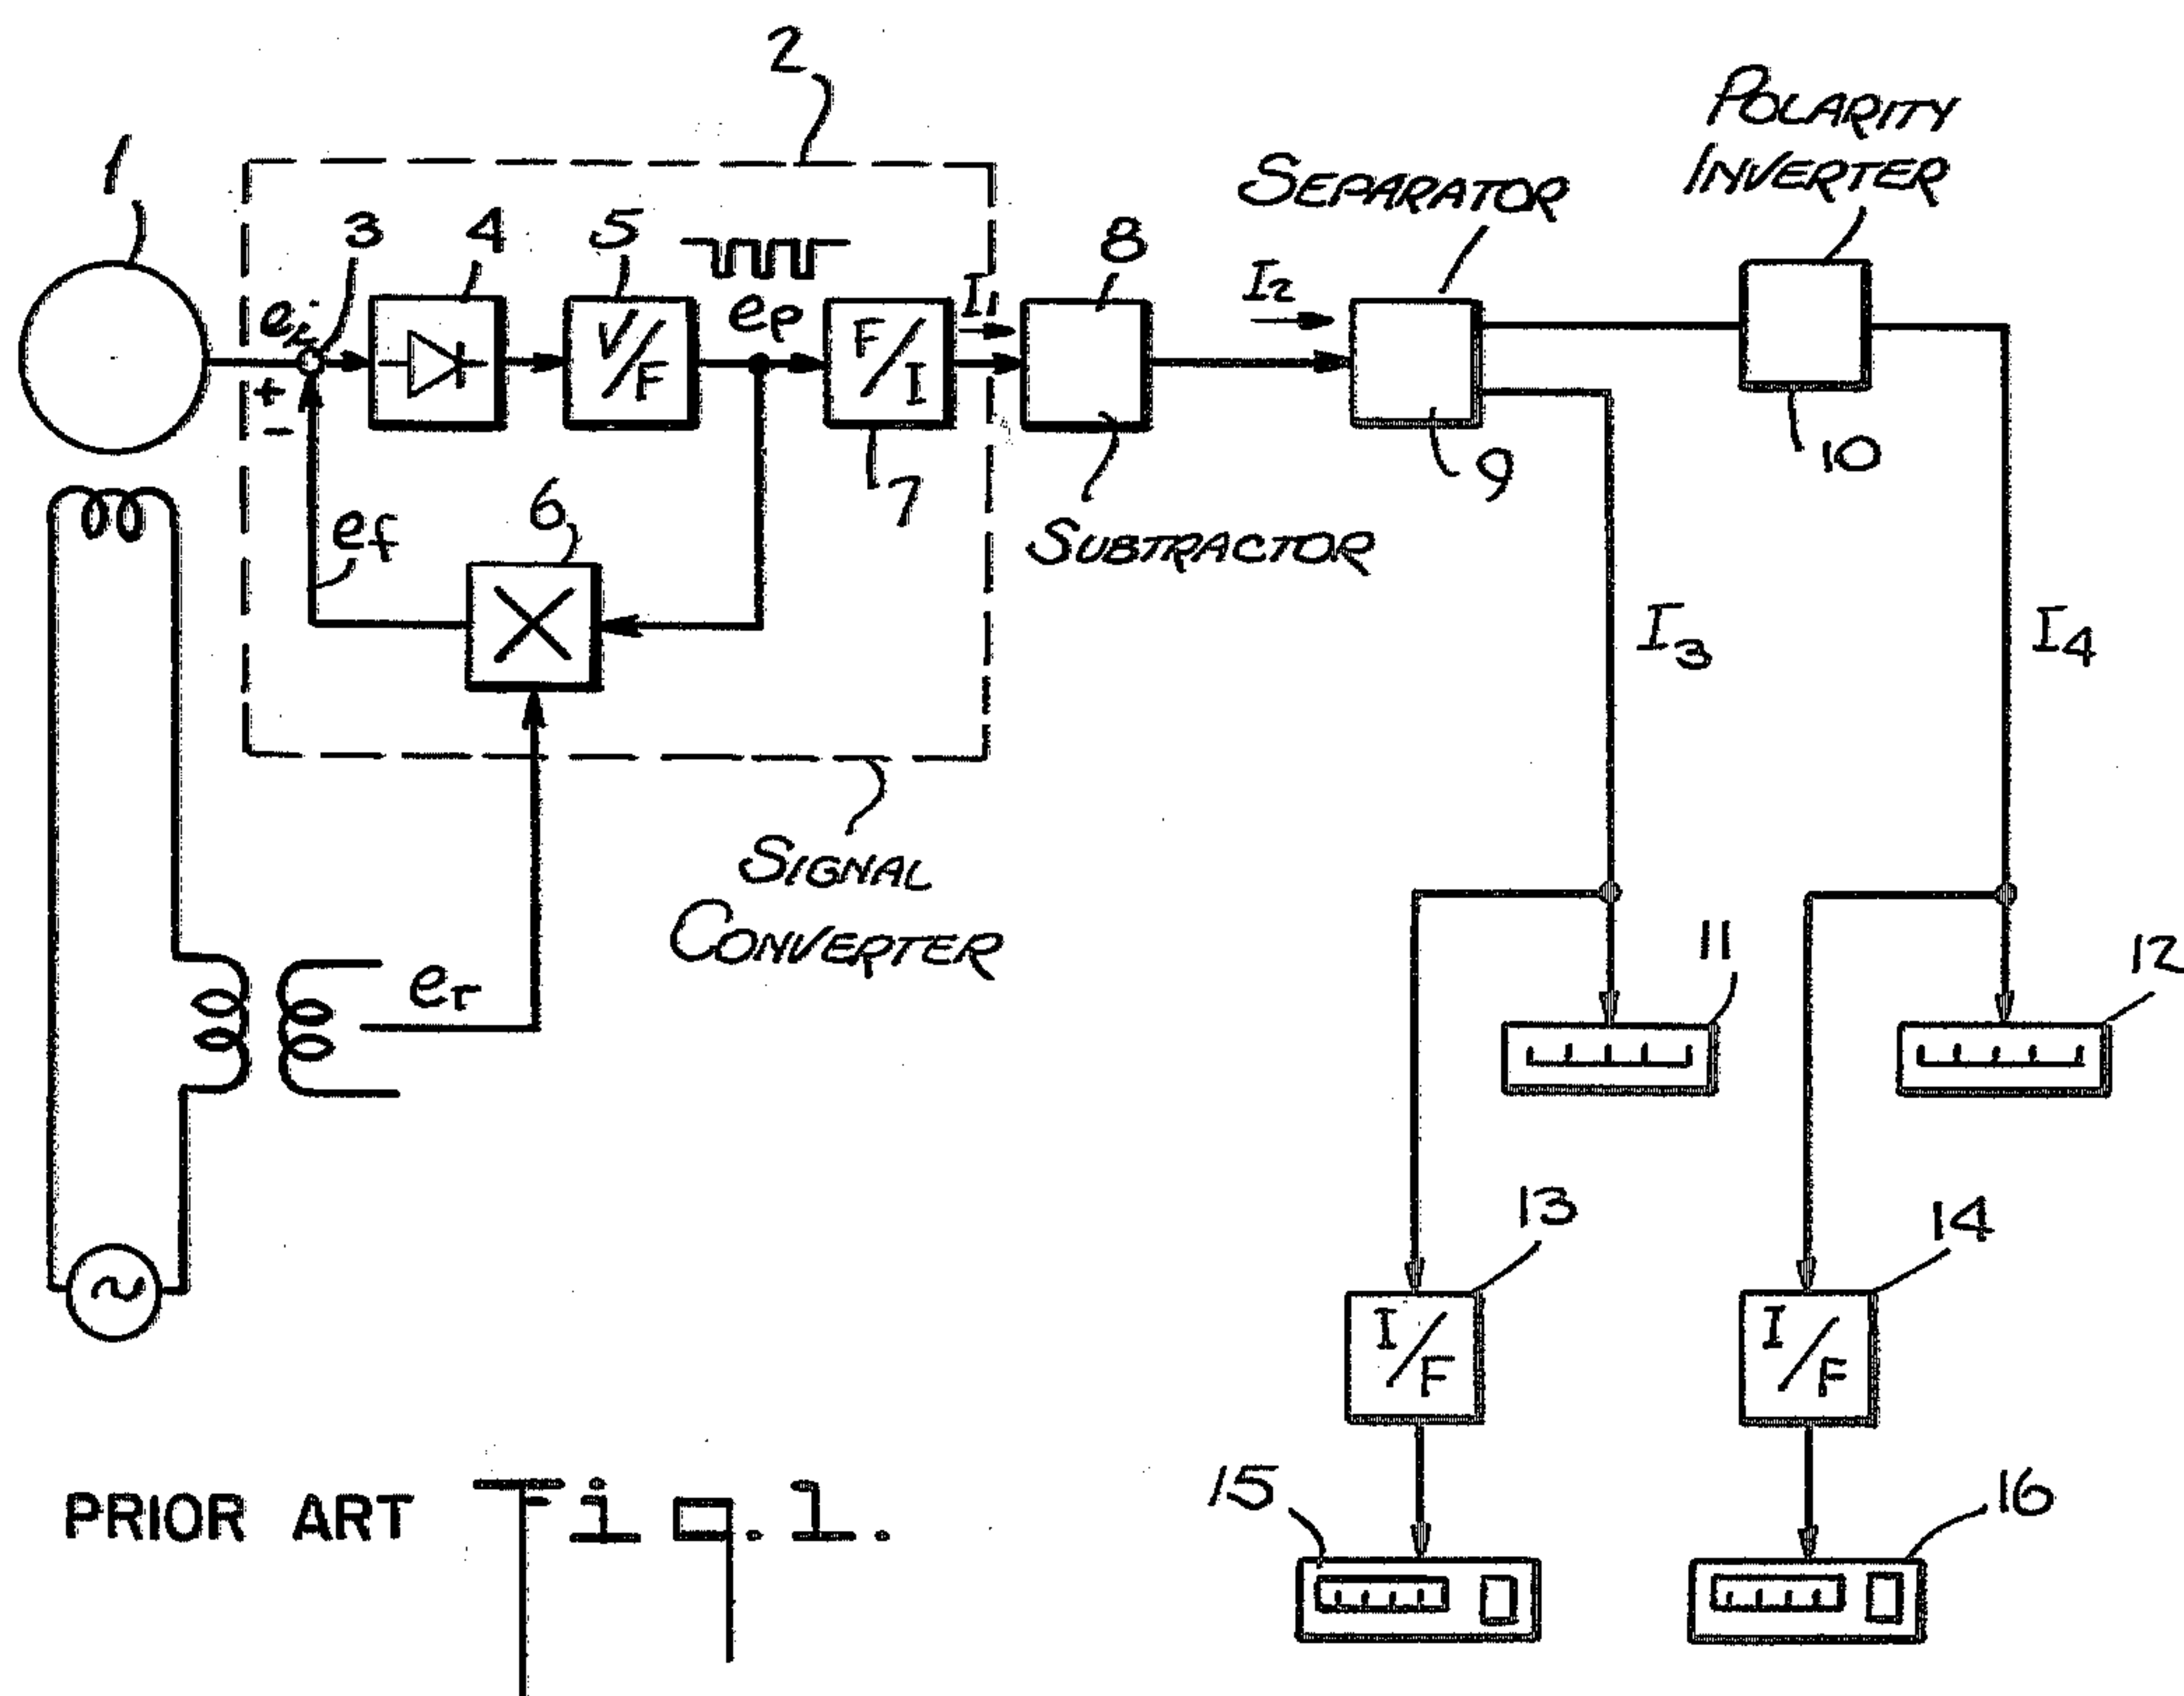 2
1
3
4
5
ei
+
−
ep
V/F
F/I
I1
8
I2
SEPARATOR
POLARITY
INVERTER
9
10
7
SUBTRACTOR
6
ef
I3
I4
SIGNAL
CONVERTER
er
11
12
~
13
14
I/F
I/F
15
16
PRIOR ART Fig.1.